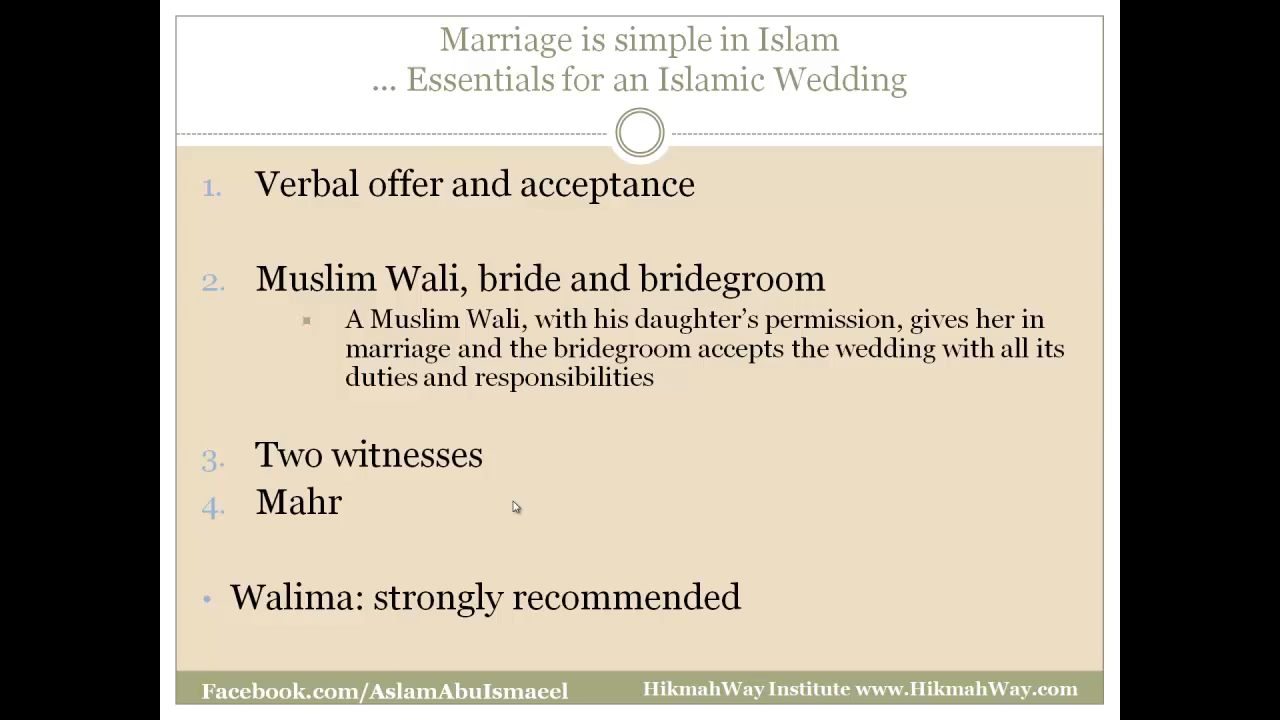 Marriage is simple in Islam
... Essentials for an Islamic Wedding
1. Verbal offer and acceptance
2. Muslim Wali, bride and bridegroom
A Muslim Wali, with his daughter's permission, gives her in
marriage and the bridegroom accepts the wedding with all its
duties and responsibilities
3. Two witnesses
4. Mahr
• Walima: strongly recommended
Facebook.com/AslamAbuIsmaeel
HikmahWay Institute www.HikmahWay.com